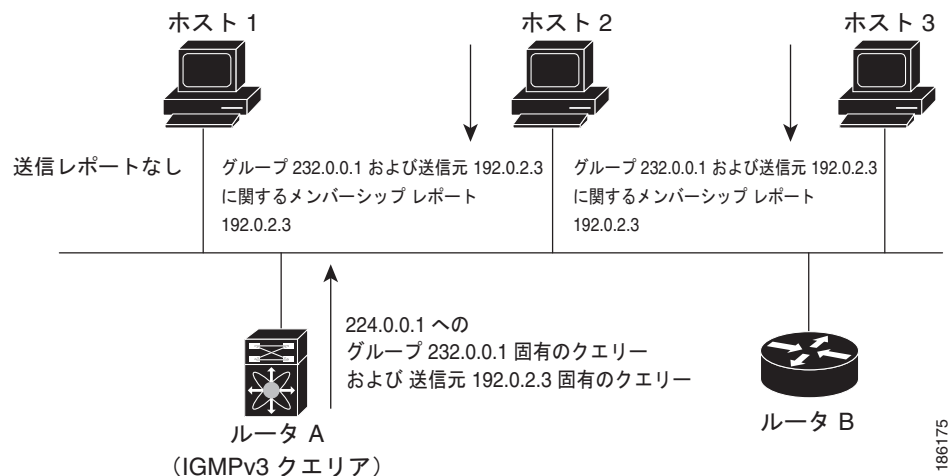 ホスト 1
ホスト 2
ホスト 3
送信レポートなし
グループ 232.0.0.1 および送信元 192.0.2.3
に関するメンバーシップ レポート
192.0.2.3
グループ 232.0.0.1 および送信元 192.0.2.3
に関するメンバーシップ レポート
192.0.2.3
224.0.0.1 への
グループ 232.0.0.1 固有のクエリー
および 送信元 192.0.2.3 固有のクエリー
ルータ A
（IGMPv3 クエリア）
ルータ B
186175